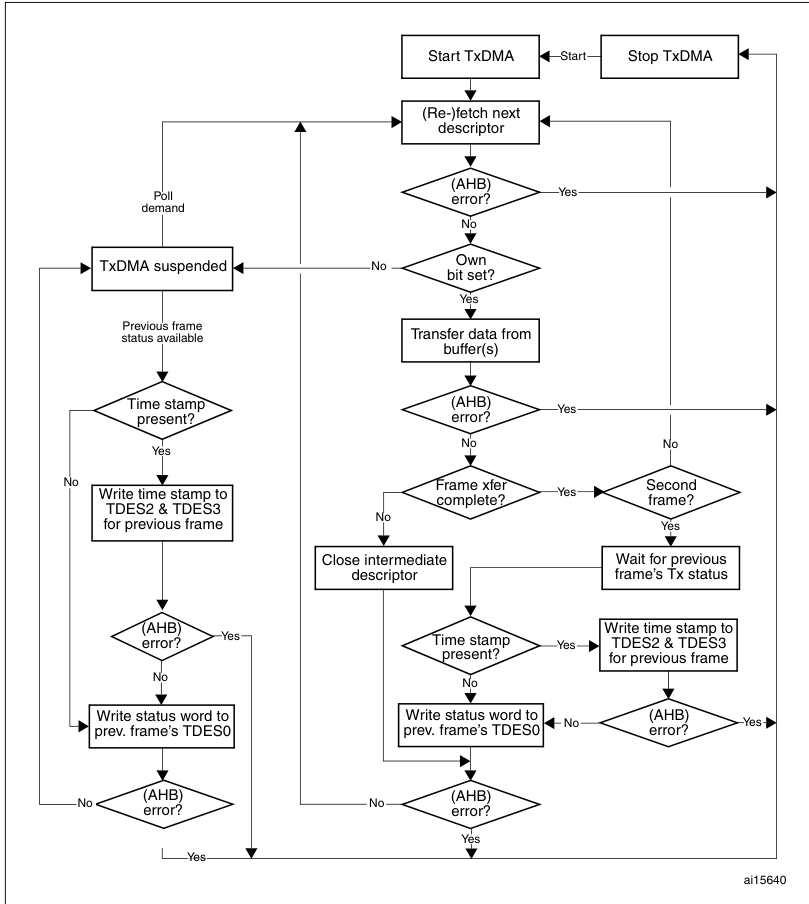 Start TxDMA
Start
Stop TxDMA
(Re-)fetch next
descriptor
Poll
demand
(AHB)
error?
Yes
No
TxDMA suspended
No
Own
bit set?
Yes
Previous frame
status available
Transfer data from
buffer(s)
Time stamp
present?
(AHB)
error?
Yes
Yes
No
No
No
Write time stamp to
TDES2 & TDES3
for previous frame
Frame xfer
complete?
Yes
Second
frame?
No
Yes
Close intermediate
descriptor
Wait for previous
frame's Tx status
(AHB)
error?
Yes
Time stamp
present?
Yes
Write time stamp to
TDES2 & TDES3
for previous frame
No
No
Write status word to
prev. frame's TDES0
Write status word to
prev. frame's TDES0
No
(AHB)
error?
Yes
No
(AHB)
error?
No
(AHB)
error?
Yes
Yes
ai15640